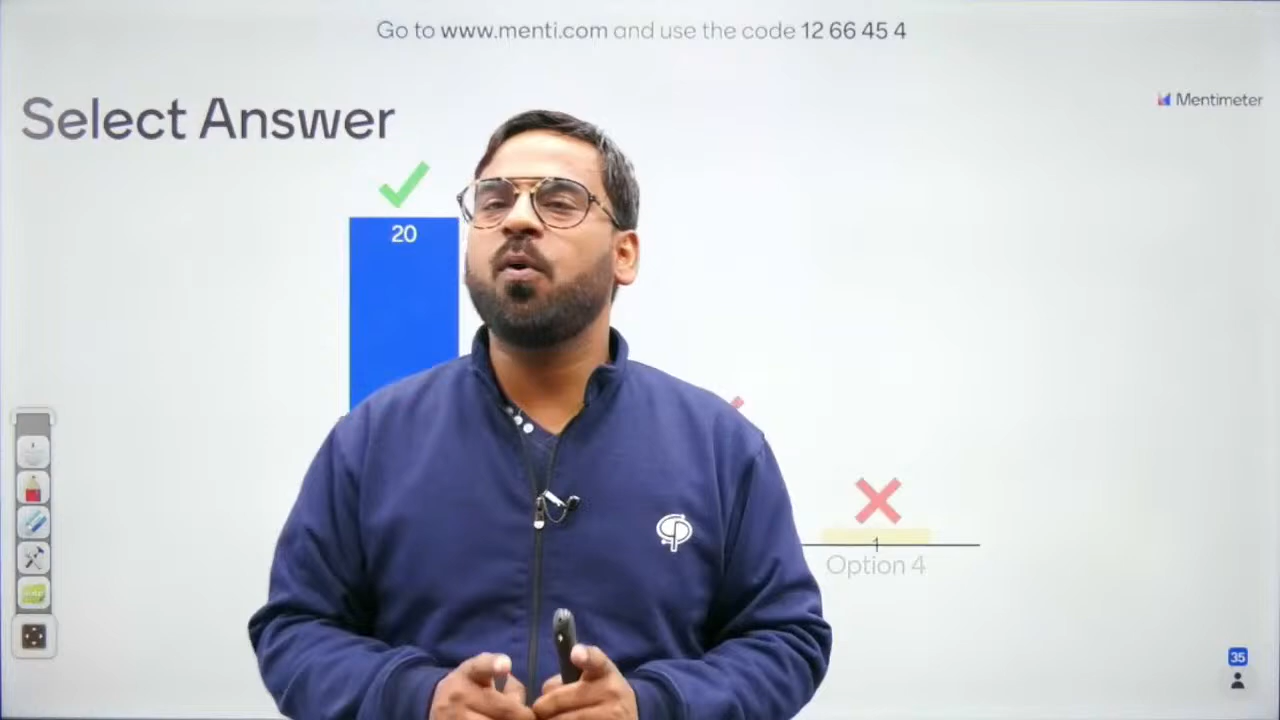 Go to www.menti.com and use the code 12 66 45 4
Mentimeter
Select Answer
20
1
Option 4
35